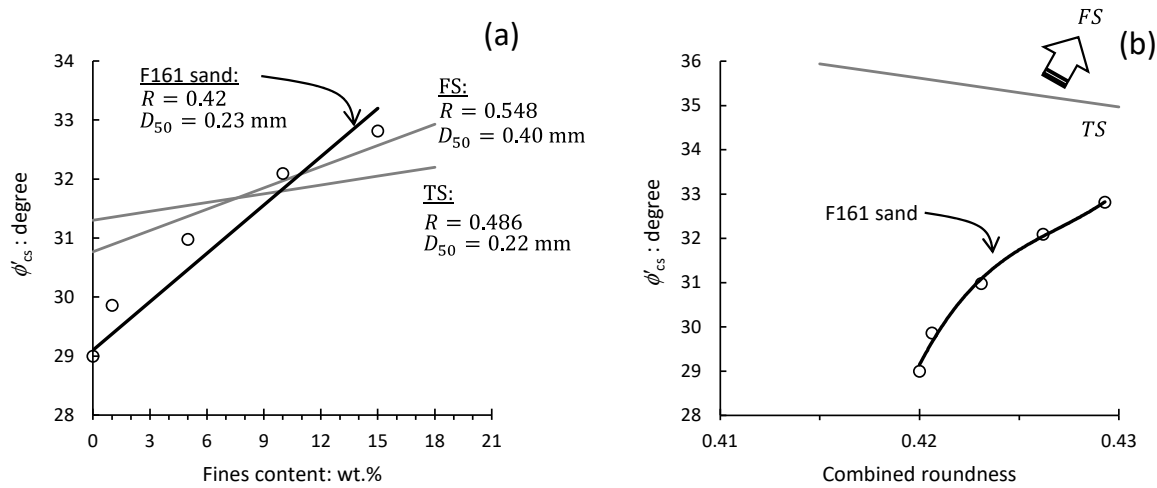 (a)
34
33
32
31
30
29
28
ϕ′cs : degree
F161 sand:
R = 0.42
D50 = 0.23 mm
FS:
R = 0.548
D50 = 0.40 mm
TS:
R = 0.486
D50 = 0.22 mm
0 3 6 9 12 15 18 21
Fines content: wt.%
(b)
FS
36
35
34
33
32
31
30
29
28
ϕ′cs : degree
TS
F161 sand
0.41 0.42 0.43
Combined roundness